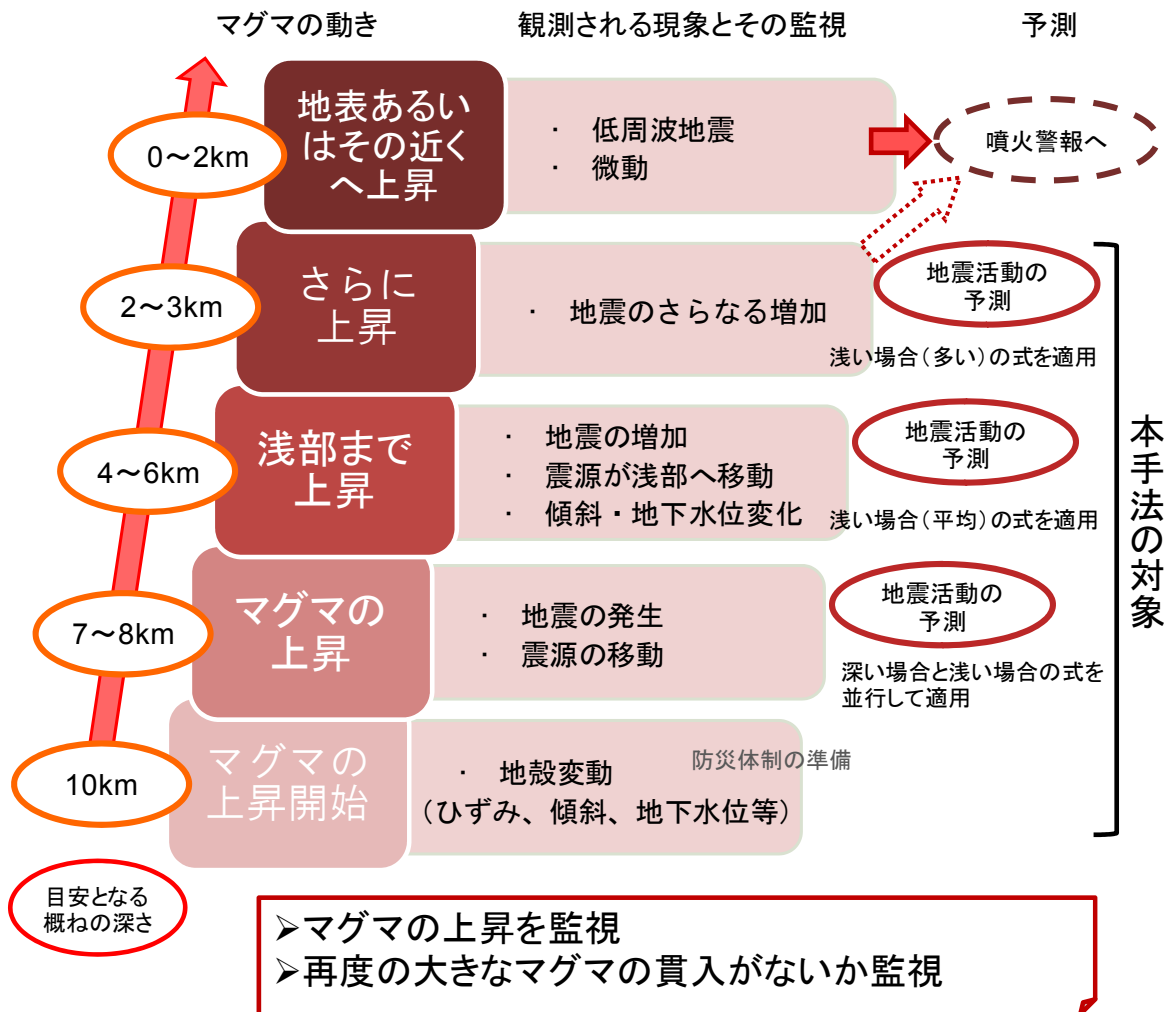 マグマの動き
観測される現象とその監視
予測
0～2km
地表あるい
はその近く
へ上昇
・ 低周波地震
・ 微動
噴火警報へ
2～3km
さらに
上昇
・ 地震のさらなる増加
地震活動の
予測
浅い場合（多い）の式を適用
4～6km
浅部まで
上昇
・ 地震の増加
・ 震源が浅部へ移動
・ 傾斜・地下水位変化
地震活動の
予測
浅い場合（平均）の式を適用
7～8km
マグマの
上昇
・ 地震の発生
・ 震源の移動
地震活動の
予測
深い場合と浅い場合の式を
並行して適用
10km
マグマの
上昇開始
防災体制の準備
・ 地殻変動
（ひずみ、傾斜、地下水位等）
本手法の対象
目安となる
概ねの深さ
➢マグマの上昇を監視
➢再度の大きなマグマの貫入がないか監視